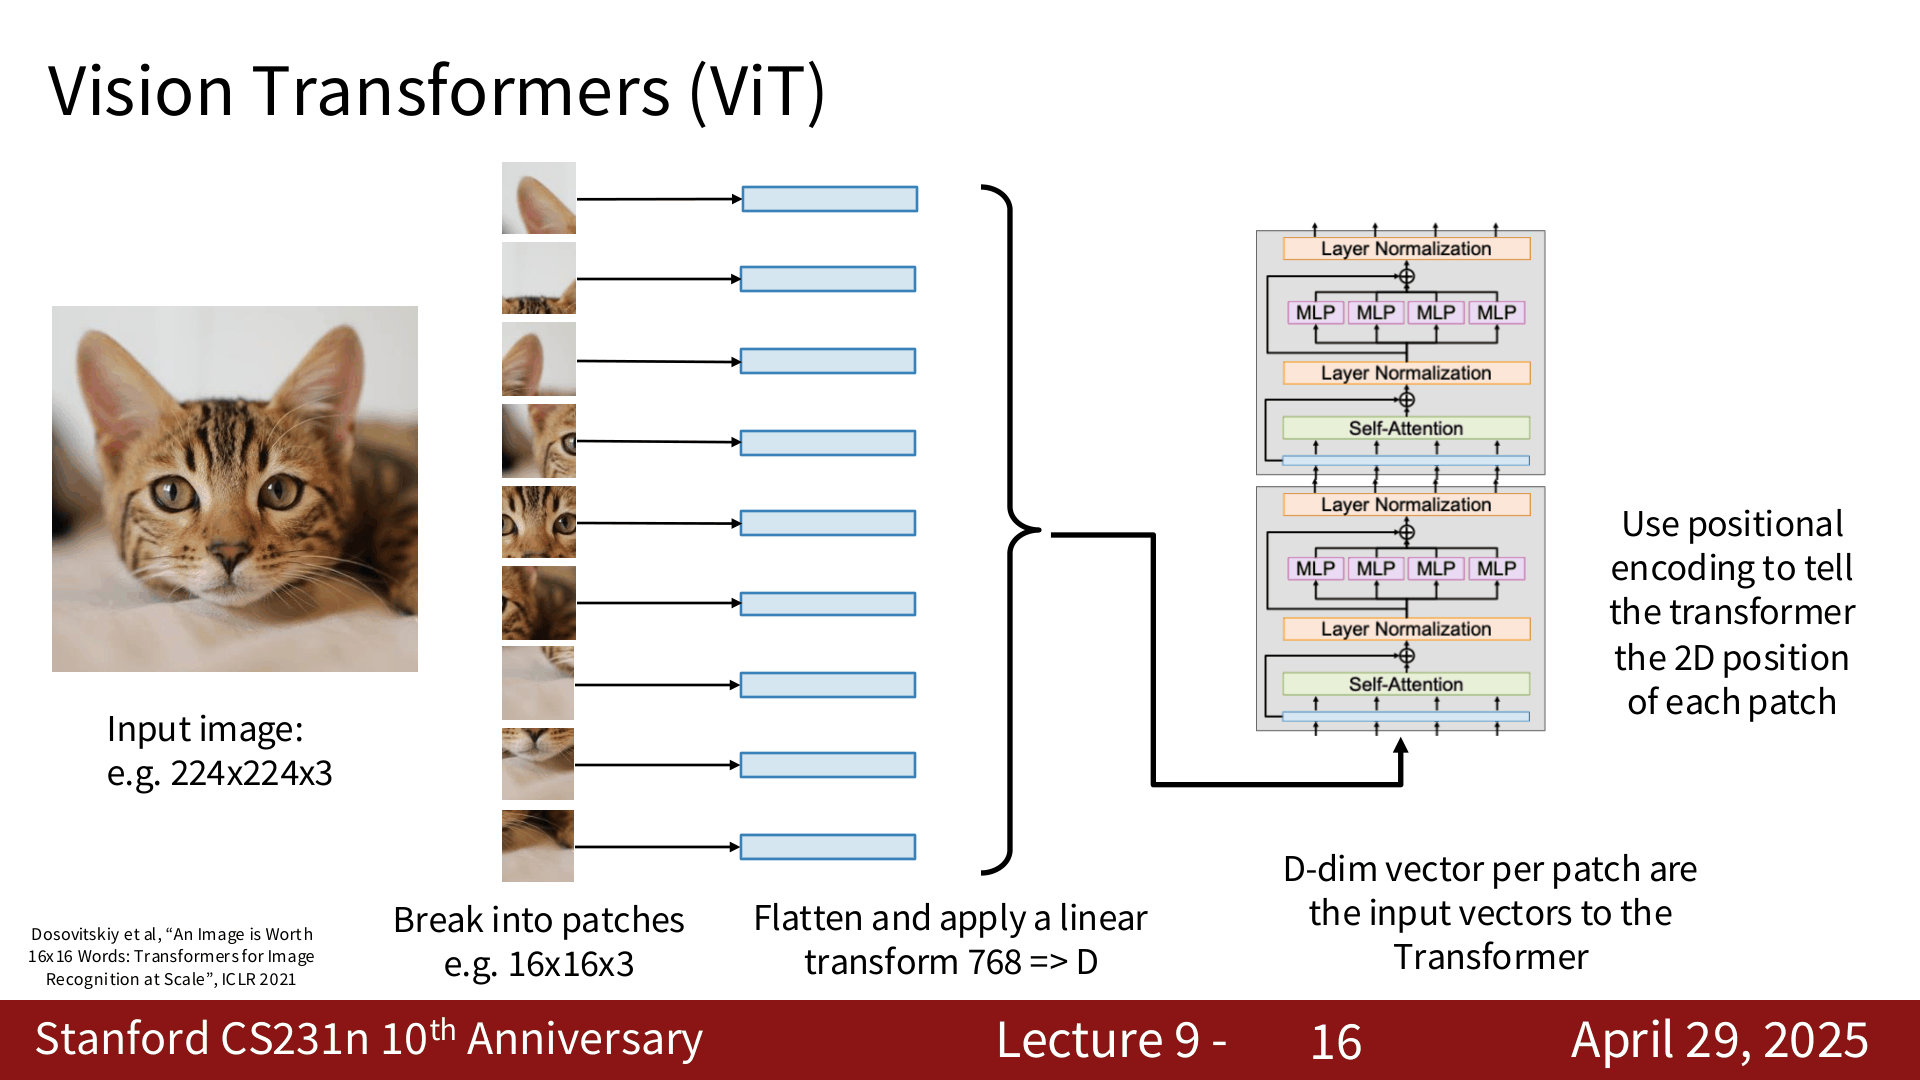 Vision Transformers (ViT)
Input image:
e.g. 224x224x3
Break into patches
e.g. 16x16x3
Flatten and apply a linear
transform 768 => D
Layer Normalization
MLP MLP MLP MLP
Layer Normalization
Self-Attention
Layer Normalization
MLP MLP MLP MLP
Layer Normalization
Self-Attention
D-dim vector per patch are
the input vectors to the
Transformer
Use positional
encoding to tell
the transformer
the 2D position
of each patch
Dosovitskiy et al, “An Image is Worth
16x16 Words: Transformers for Image
Recognition at Scale”, ICLR 2021
Stanford CS231n 10th Anniversary
Lecture 9 - 16
April 29, 2025